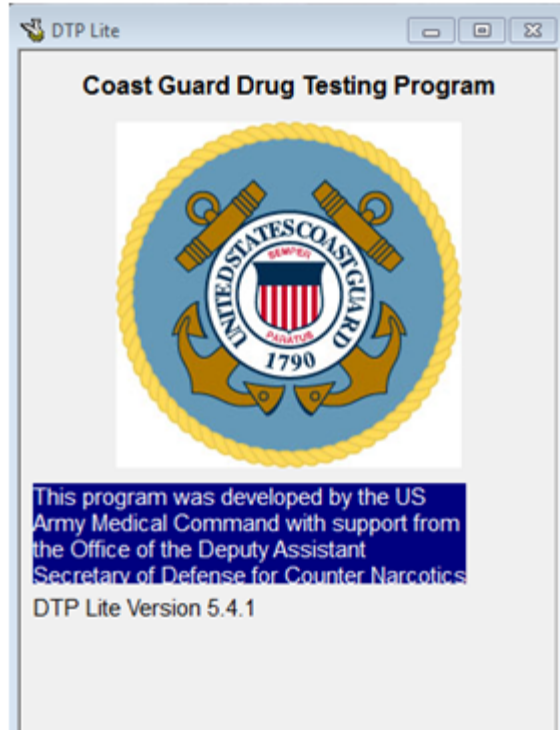 DTP Lite
Coast Guard Drug Testing Program
UNITED STATES COAST GUARD
SEMPER
PARATUS
1790
This program was developed by the US
Army Medical Command with support from
the Office of the Deputy Assistant
Secretary of Defense for Counter Narcotics
DTP Lite Version 5.4.1